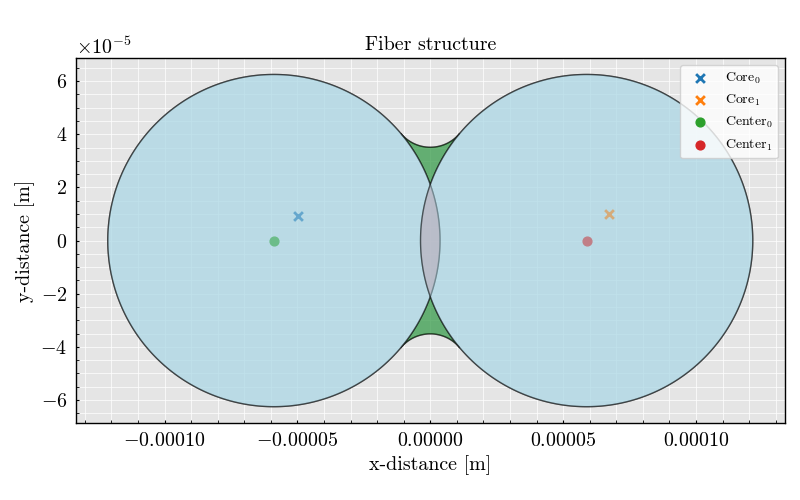 Fiber structure
×10⁻⁵
6
4
2
0
−2
−4
−6
y-distance [m]
−0.00010 −0.00005 0.00000 0.00005 0.00010
x-distance [m]
Core₀
Core₁
Center₀
Center₁